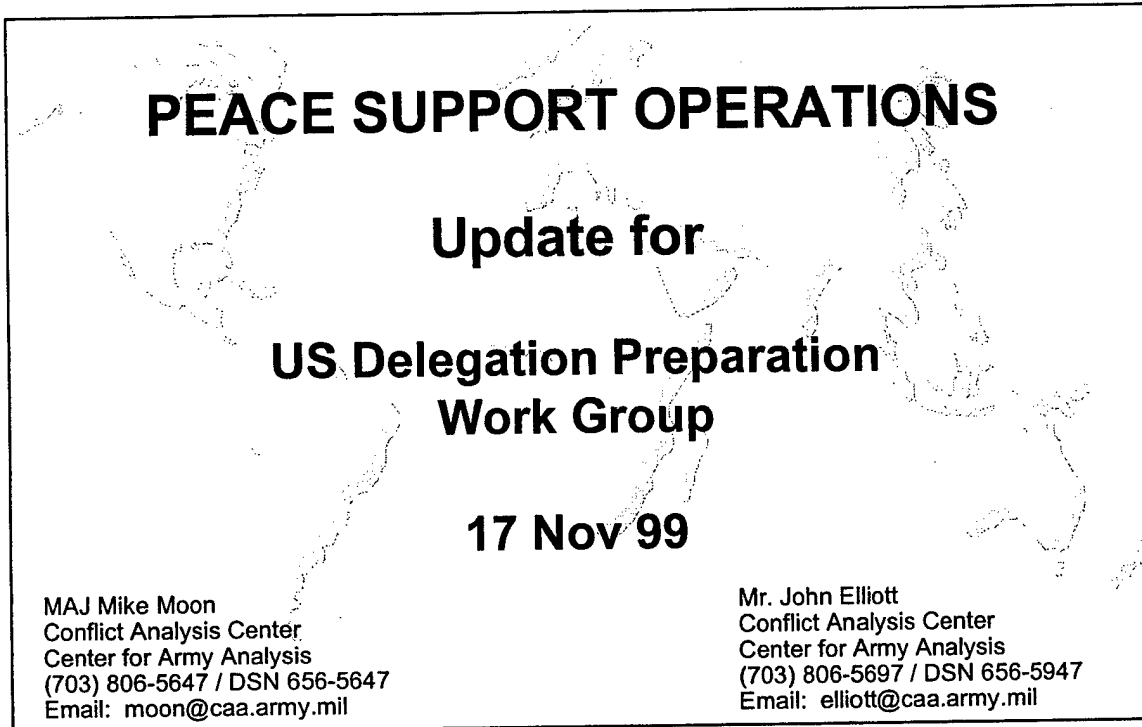 PEACE SUPPORT OPERATIONS
Update for
US Delegation Preparation
Work Group
17 Nov 99
MAJ Mike Moon
Conflict Analysis Center
Center for Army Analysis
(703) 806-5647 / DSN 656-5647
Email: moon@caa.army.mil
Mr. John Elliott
Conflict Analysis Center
Center for Army Analysis
(703) 806-5697 / DSN 656-5947
Email: elliott@caa.army.mil